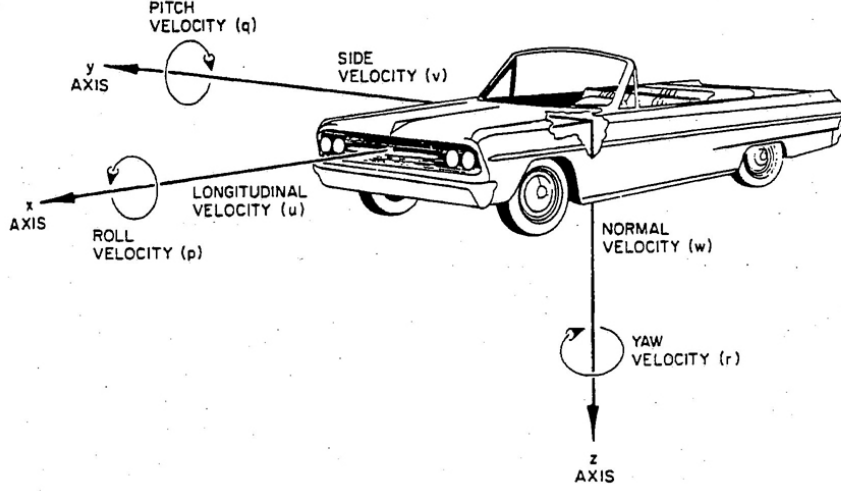 PITCH
VELOCITY (q)
y
AXIS
SIDE
VELOCITY (v)
x
AXIS
LONGITUDINAL
VELOCITY (u)
ROLL
VELOCITY (p)
NORMAL
VELOCITY (w)
YAW
VELOCITY (r)
z
AXIS